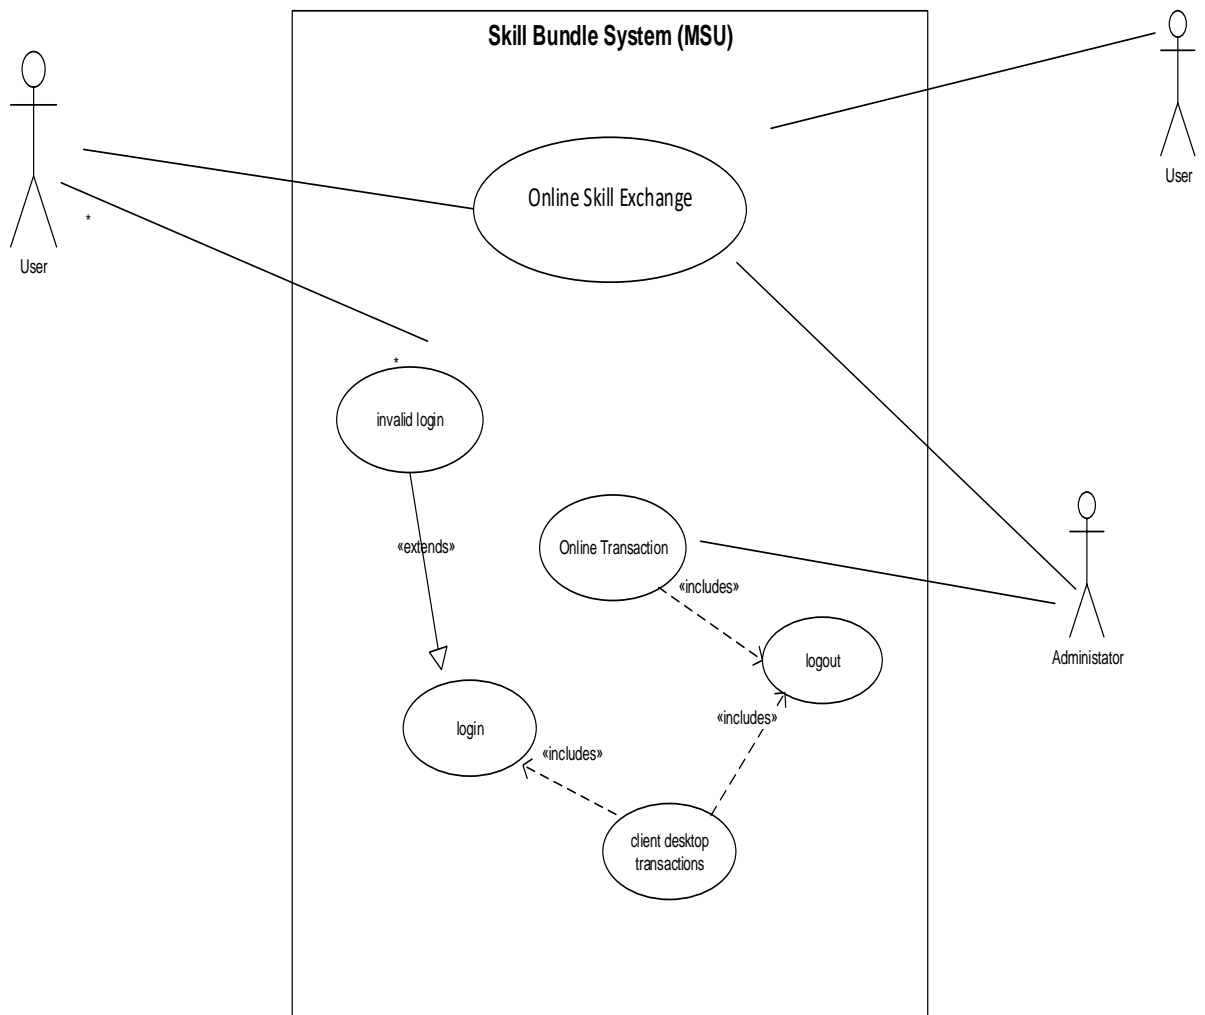 Skill Bundle System (MSU)
User
User
Online Skill Exchange
*
*
invalid login
«extends»
Online Transaction
«includes»
logout
Administator
«includes»
login
«includes»
client desktop
transactions